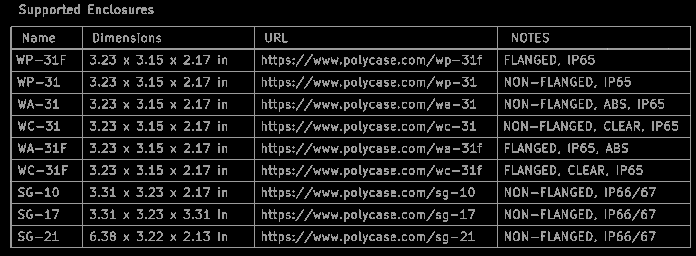 Supported Enclosures
Name Dimensions URL NOTES
WP-31F 3.23 x 3.15 x 2.17 in https://www.polycase.com/wp-31f FLANGED, IP65
WP-31 3.23 x 3.15 x 2.17 in https://www.polycase.com/wp-31 NON-FLANGED, IP65
WA-31 3.23 x 3.15 x 2.17 in https://www.polycase.com/wa-31 NON-FLANGED, ABS, IP65
WC-31 3.23 x 3.15 x 2.17 in https://www.polycase.com/wc-31 NON-FLANGED, CLEAR, IP65
WA-31F 3.23 x 3.15 x 2.17 in https://www.polycase.com/wa-31f FLANGED, IP65, ABS
WC-31F 3.23 x 3.15 x 2.17 in https://www.polycase.com/wc-31f FLANGED, CLEAR, IP65
SG-10 3.31 x 3.23 x 2.17 in https://www.polycase.com/sg-10 NON-FLANGED, IP66/67
SG-17 3.31 x 3.23 x 3.31 in https://www.polycase.com/sg-17 NON-FLANGED, IP66/67
SG-21 6.38 x 3.22 x 2.13 in https://www.polycase.com/sg-21 NON-FLANGED, IP66/67